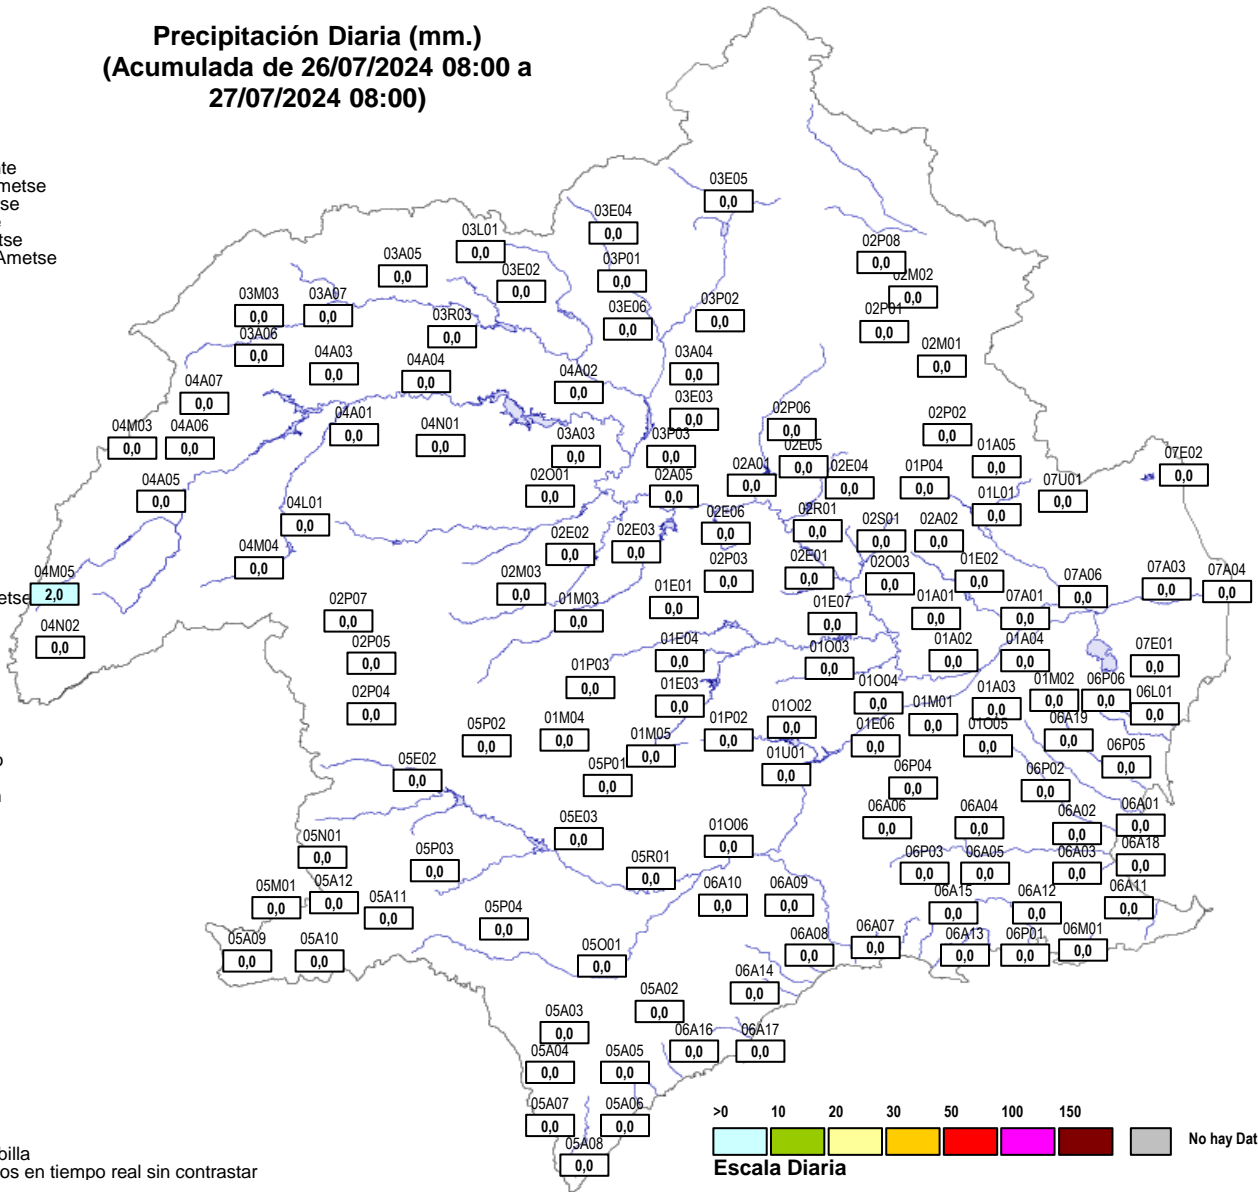 Precipitación Diaria (mm.)
(Acumulada de 26/07/2024 08:00 a
27/07/2024 08:00)
nte
metse
tse
e
tse
Ametse
03E05
0,0
03E04
0,0
03L01
0,0
03A05
0,0
03P01
0,0
03E02
0,0
02P08
0,0
02M02
0,0
03M03
0,0
03A07
0,0
03R03
0,0
03E06
0,0
03P02
0,0
02P01
0,0
03A06
0,0
04A03
0,0
04A04
0,0
04A02
0,0
03A04
0,0
02M01
0,0
04A07
0,0
04A01
0,0
04N01
0,0
03E03
0,0
02P06
0,0
02P02
0,0
04M03
0,0
04A06
0,0
03A03
0,0
03P03
0,0
02E05
0,0
01A05
0,0
07E02
0,0
04A05
0,0
02O01
0,0
02A05
0,0
02A01
0,0
02E04
0,0
01P04
0,0
07U01
0,0
01L01
0,0
04L01
0,0
02E06
0,0
02R01
0,0
02S01
0,0
02A02
0,0
04M04
0,0
02E02
0,0
02E03
0,0
02P03
0,0
02E01
0,0
02O03
0,0
01E02
0,0
04M05
2,0
etse
02M03
0,0
01E01
0,0
07A06
0,0
07A03
0,0
07A04
0,0
04N02
0,0
02P07
0,0
01M03
0,0
01E07
0,0
01A01
0,0
07A01
0,0
02P05
0,0
01E04
0,0
01O03
0,0
01A02
0,0
01A04
0,0
07E01
0,0
02P04
0,0
01P03
0,0
01E03
0,0
01O04
0,0
01A03
0,0
01M02
0,0
06P06
0,0
06L01
0,0
05P02
0,0
01M04
0,0
01M05
0,0
01P02
0,0
01O02
0,0
01E06
0,0
01M01
0,0
01O05
0,0
06A19
0,0
05E02
0,0
05P01
0,0
01U01
0,0
06P04
0,0
06P02
0,0
06P05
0,0
o
05E03
0,0
01O06
0,0
06A06
0,0
06A04
0,0
06A02
0,0
06A01
0,0
05N01
0,0
05P03
0,0
05R01
0,0
06P03
0,0
06A05
0,0
06A03
0,0
06A18
0,0
05M01
0,0
05A12
0,0
05A11
0,0
06A10
0,0
06A09
0,0
06A15
0,0
06A12
0,0
06A11
0,0
05A09
0,0
05A10
0,0
05P04
0,0
05O01
0,0
06A08
0,0
06A07
0,0
06A13
0,0
06P01
0,0
06M01
0,0
06A14
0,0
05A02
0,0
05A03
0,0
06A16
0,0
06A17
0,0
05A04
0,0
05A05
0,0
05A07
0,0
05A06
0,0
05A08
0,0
>0 10 20 30 50 100 150
No hay Dat
Escala Diaria
billa
os en tiempo real sin contrastar